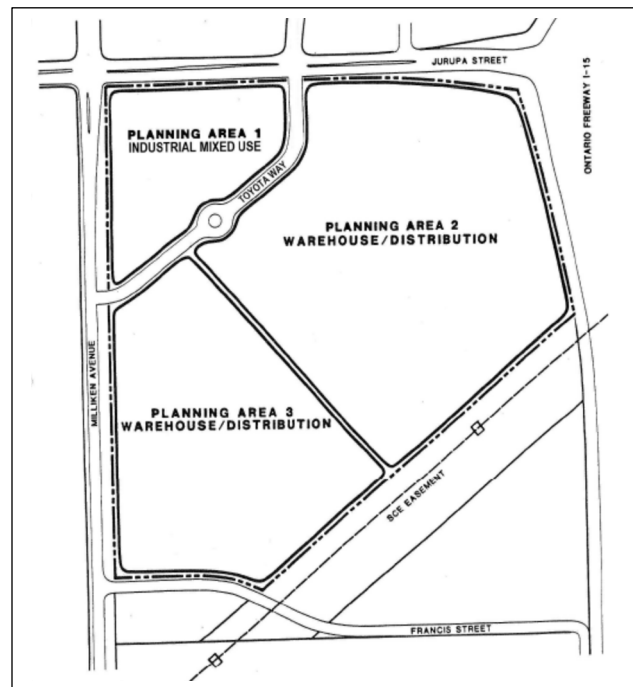 JURUPA STREET
ONTARIO FREEWAY I-15
PLANNING AREA 1
INDUSTRIAL MIXED USE
TOYOTA WAY
PLANNING AREA 2
WAREHOUSE/DISTRIBUTION
MILLIKEN AVENUE
PLANNING AREA 3
WAREHOUSE/DISTRIBUTION
SCE EASEMENT
FRANCIS STREET